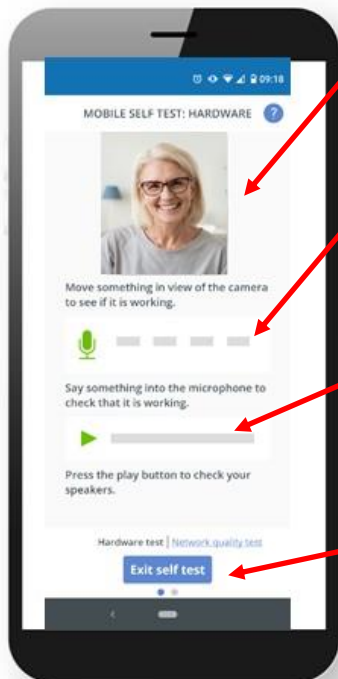 09:18
MOBILE SELF TEST: HARDWARE ?
Move something in view of the camera
to see if it is working.
Say something into the microphone to
check that it is working.
Press the play button to check your
speakers.
Hardware test | Network quality test
Exit self test